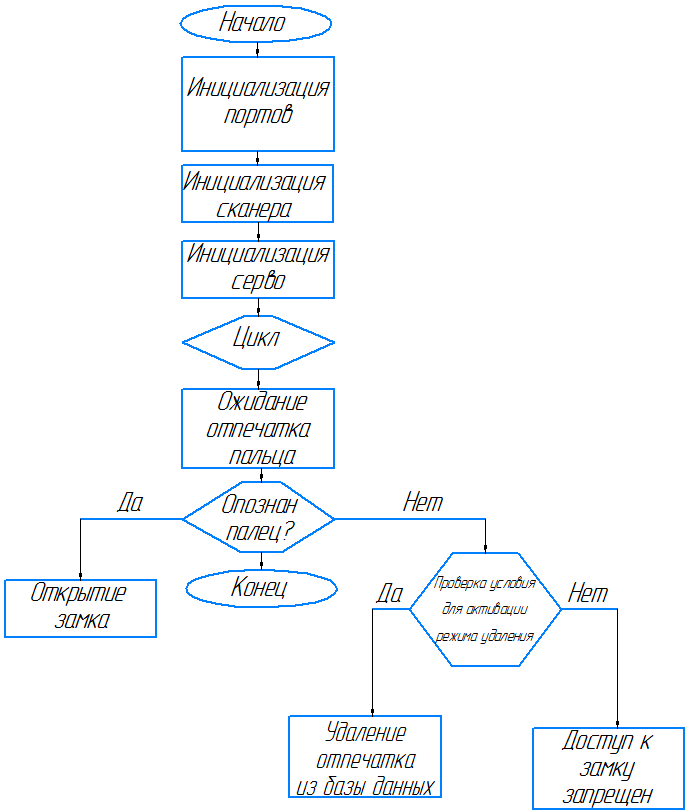 Начало
Инициализация
портов
Инициализация
сканера
Инициализация
серво
Цикл
Ожидание
отпечатка
пальца
Да
Опознан
палец?
Нет
Открытие
замка
Конец
Да
Проверка условия
для активации
режима удаления
Нет
Удаление
отпечатка
из базы данных
Доступ к
замку
запрещен